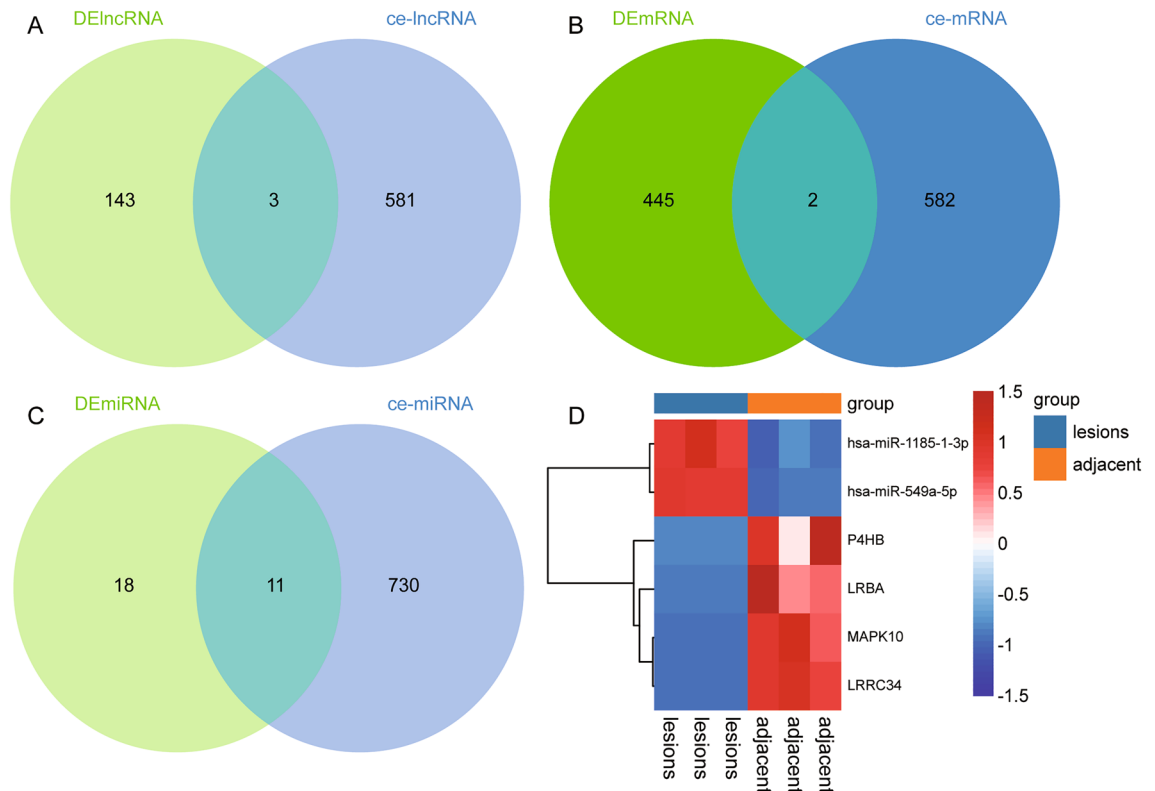 A
DElncRNA
ce-lncRNA
143
3
581
B
DEmRNA
ce-mRNA
445
2
582
C
DEmiRNA
ce-miRNA
18
11
730
D
group
hsa-miR-1185-1-3p
hsa-miR-549a-5p
P4HB
LRBA
MAPK10
LRRC34
lesions
lesions
lesions
adjacent
adjacent
adjacent
1.5
1
0.5
0
-0.5
-1
-1.5
group
lesions
adjacent